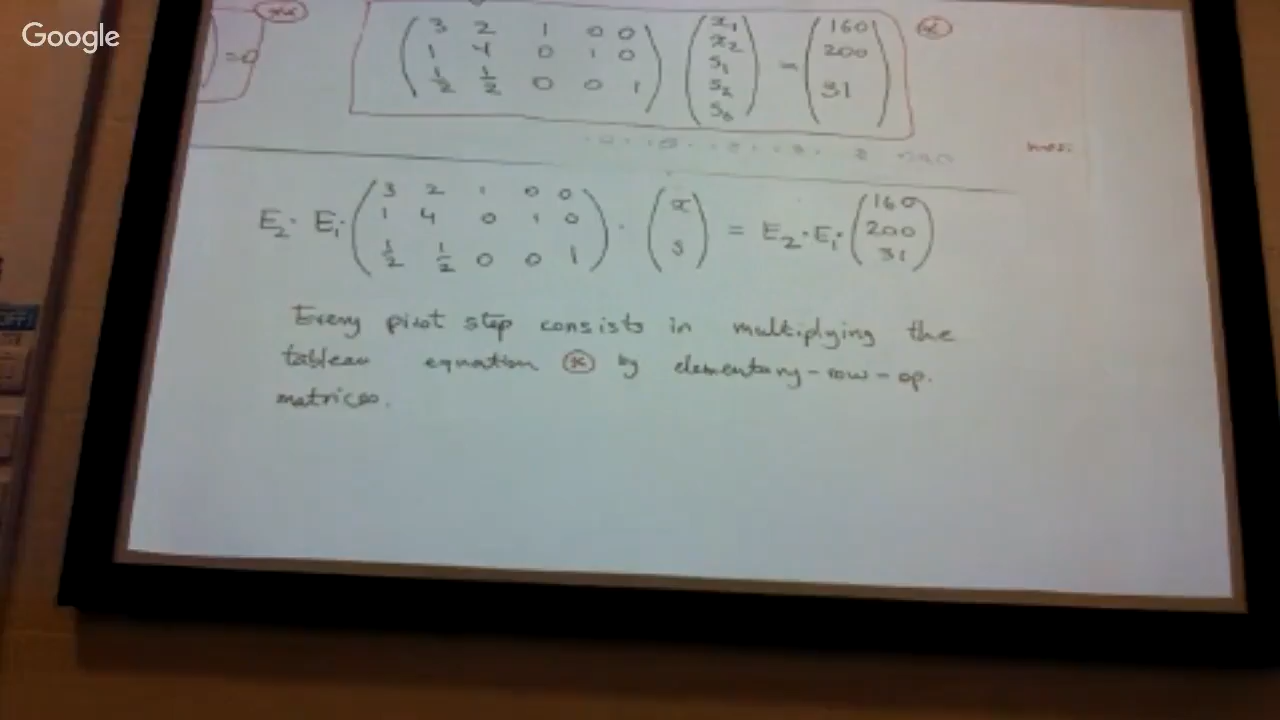 Google
= 0
3 2 1 0 0 x₁ 160
1 4 0 1 0 x₂ = 200
½ ½ 0 0 1 s₁ 31
s₂
3 2 1 0 0 x 160
E₂ · E₁ · 1 4 0 1 0 · = E₂ · E₁ · 200
½ ½ 0 0 1 s 31
Every pivot step consists in multiplying the
tableau equation * by elementary-row-op.
matrices.